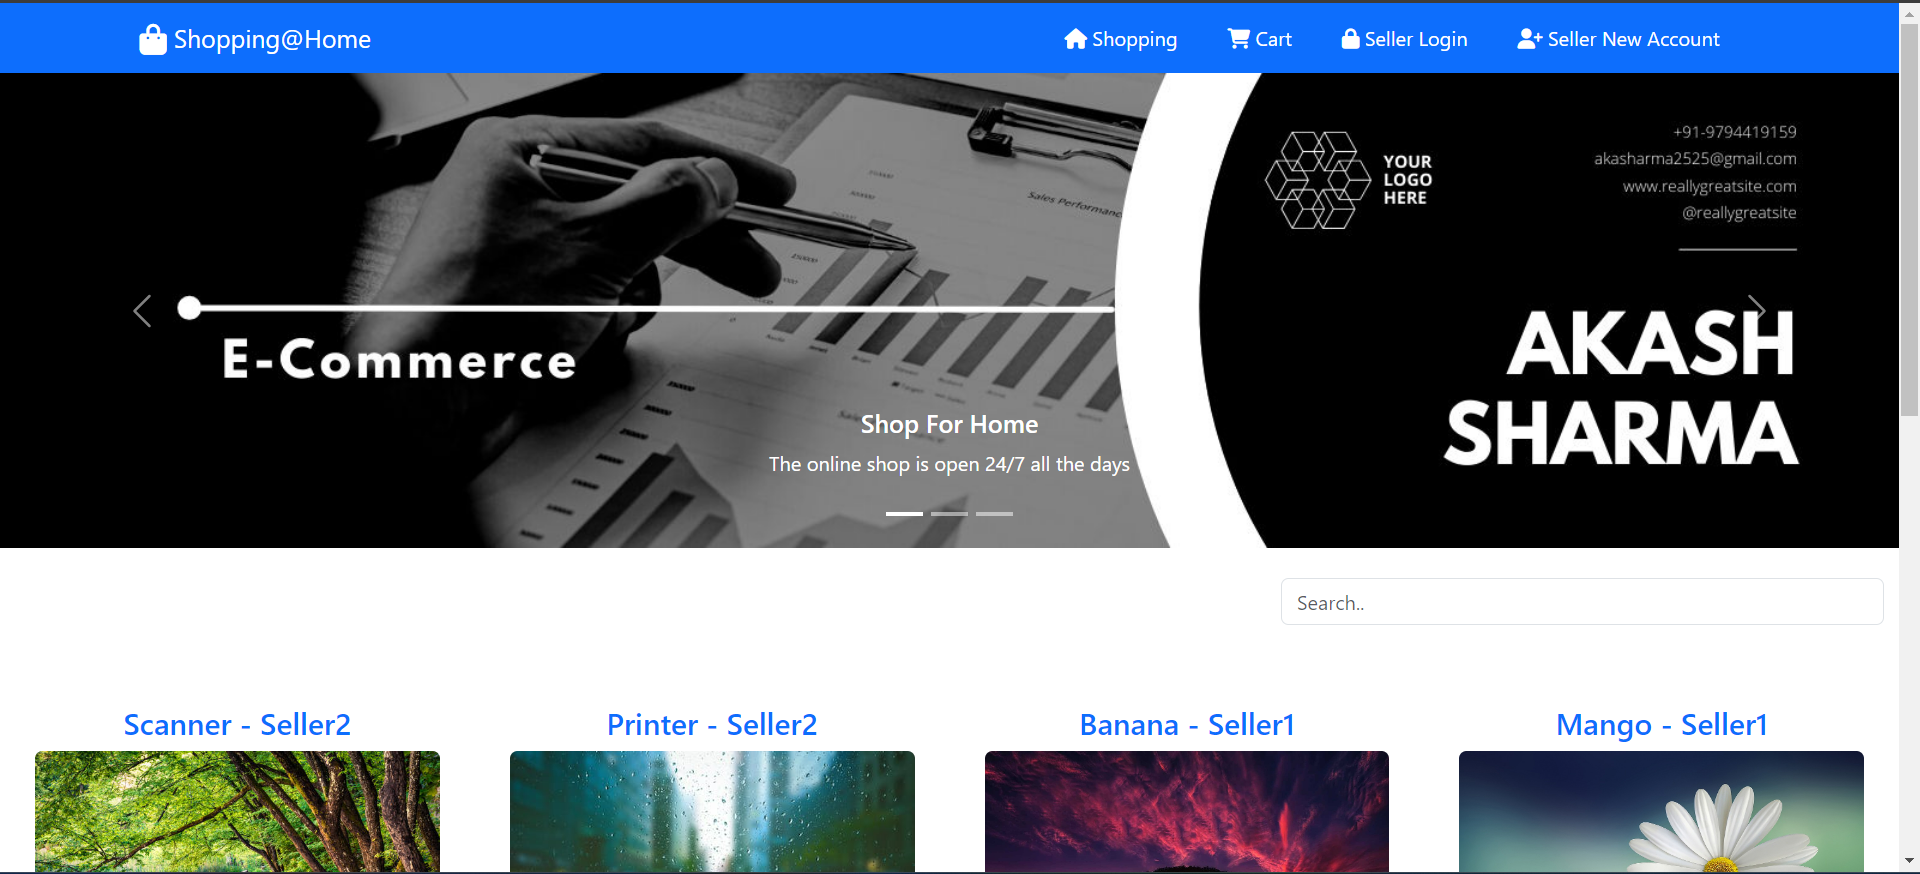 Shopping@Home
Shopping
Cart
Seller Login
Seller New Account
+91-9794419159
akasharma2525@gmail.com
www.reallygreatsite.com
@reallygreatsite
YOUR
LOGO
HERE
Sales Performanc
E-Commerce
AKASH
SHARMA
Shop For Home
The online shop is open 24/7 all the days
Search..
Scanner - Seller2
Printer - Seller2
Banana - Seller1
Mango - Seller1